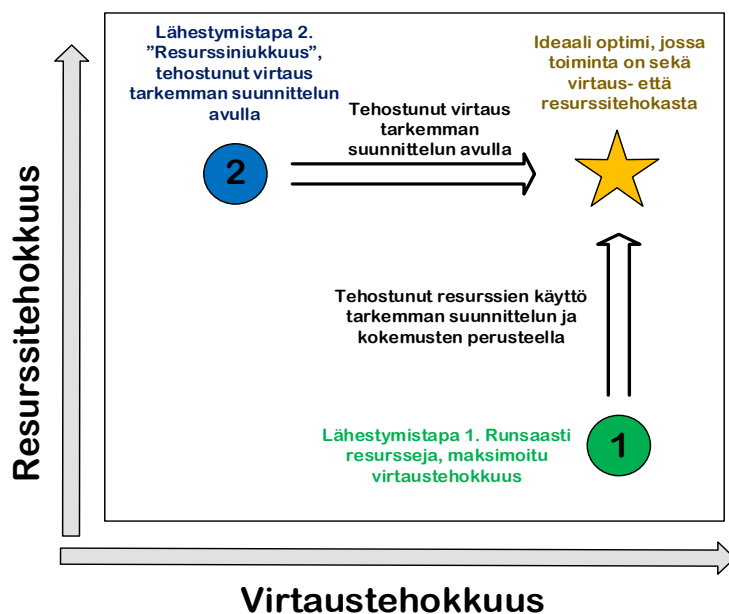 Lähestymistapa 2.
”Resurssiniukkuus”,
tehostunut virtaus
tarkemman suunnittelun
avulla
2
Tehostunut virtaus
tarkemman
suunnittelun avulla
Ideaali optimi, jossa
toiminta on sekä
virtaus- että
resurssitehokasta
Tehostunut resurssien käyttö
tarkemman suunnittelun ja
kokemusten perusteella
Lähestymistapa 1. Runsaasti
resursseja, maksimoitu
virtaustehokkuus
1
Resurssitehokkuus
Virtaustehokkuus